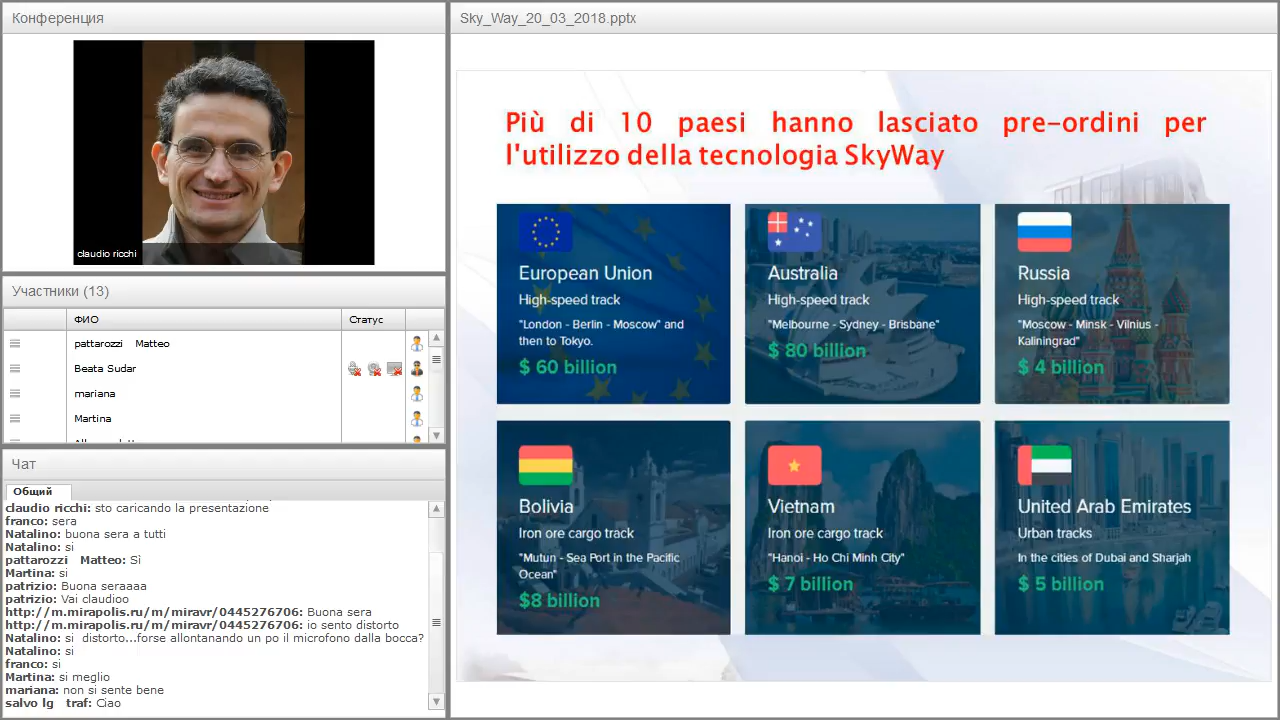 Конференция
claudio ricchi
Участники (13)
ФИО
Статус
pattarozzi Matteo
Beata Sudar
mariana
Martina
Чат
Общий
claudio ricchi: sto caricando la presentazione
franco: sera
Natalino: buona sera a tutti
Natalino: si
pattarozzi Matteo: Sì
Martina: si
patrizio: Buona seraaaa
patrizio: Vai claudioo
http://m.mirapolis.ru/m/miravr/0445276706: Buona sera
http://m.mirapolis.ru/m/miravr/0445276706: io sento distorto
Natalino: si distorto...forse allontanando un po il microfono dalla bocca?
Natalino: si
franco: si
Martina: si meglio
mariana: non si sente bene
salvo lg traf: Ciao
Sky_Way_20_03_2018.pptx
Più di 10 paesi hanno lasciato pre-ordini per
l'utilizzo della tecnologia SkyWay
European Union
High-speed track
"London - Berlin - Moscow" and
then to Tokyo.
$ 60 billion
Australia
High-speed track
"Melbourne - Sydney - Brisbane"
$ 80 billion
Russia
High-speed track
"Moscow - Minsk - Vilnius -
Kaliningrad"
$ 4 billion
Bolivia
Iron ore cargo track
"Mutun - Sea Port in the Pacific
Ocean"
$8 billion
Vietnam
Iron ore cargo track
"Hanoi - Ho Chi Minh City"
$ 7 billion
United Arab Emirates
Urban tracks
In the cities of Dubai and Sharjah
$ 5 billion